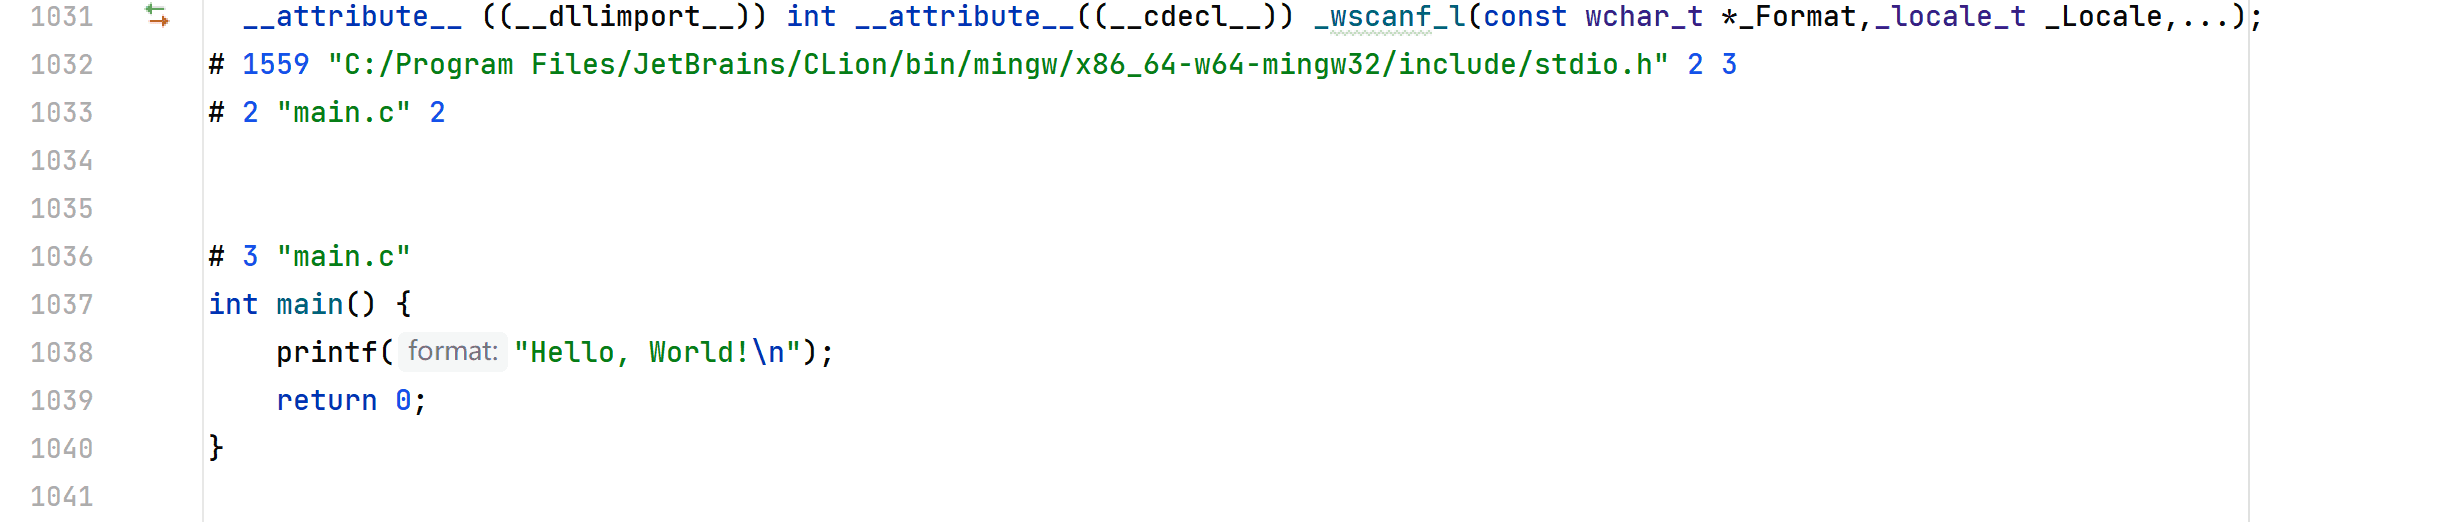 1031 __attribute__ ((__dllimport__)) int __attribute__((__cdecl__)) _wscanf_l(const wchar_t *_Format,_locale_t _Locale,...);
1032 # 1559 "C:/Program Files/JetBrains/CLion/bin/mingw/x86_64-w64-mingw32/include/stdio.h" 2 3
1033 # 2 "main.c" 2
1034
1035
1036 # 3 "main.c"
1037 int main() {
1038     printf( format: "Hello, World!\n");
1039     return 0;
1040 }
1041